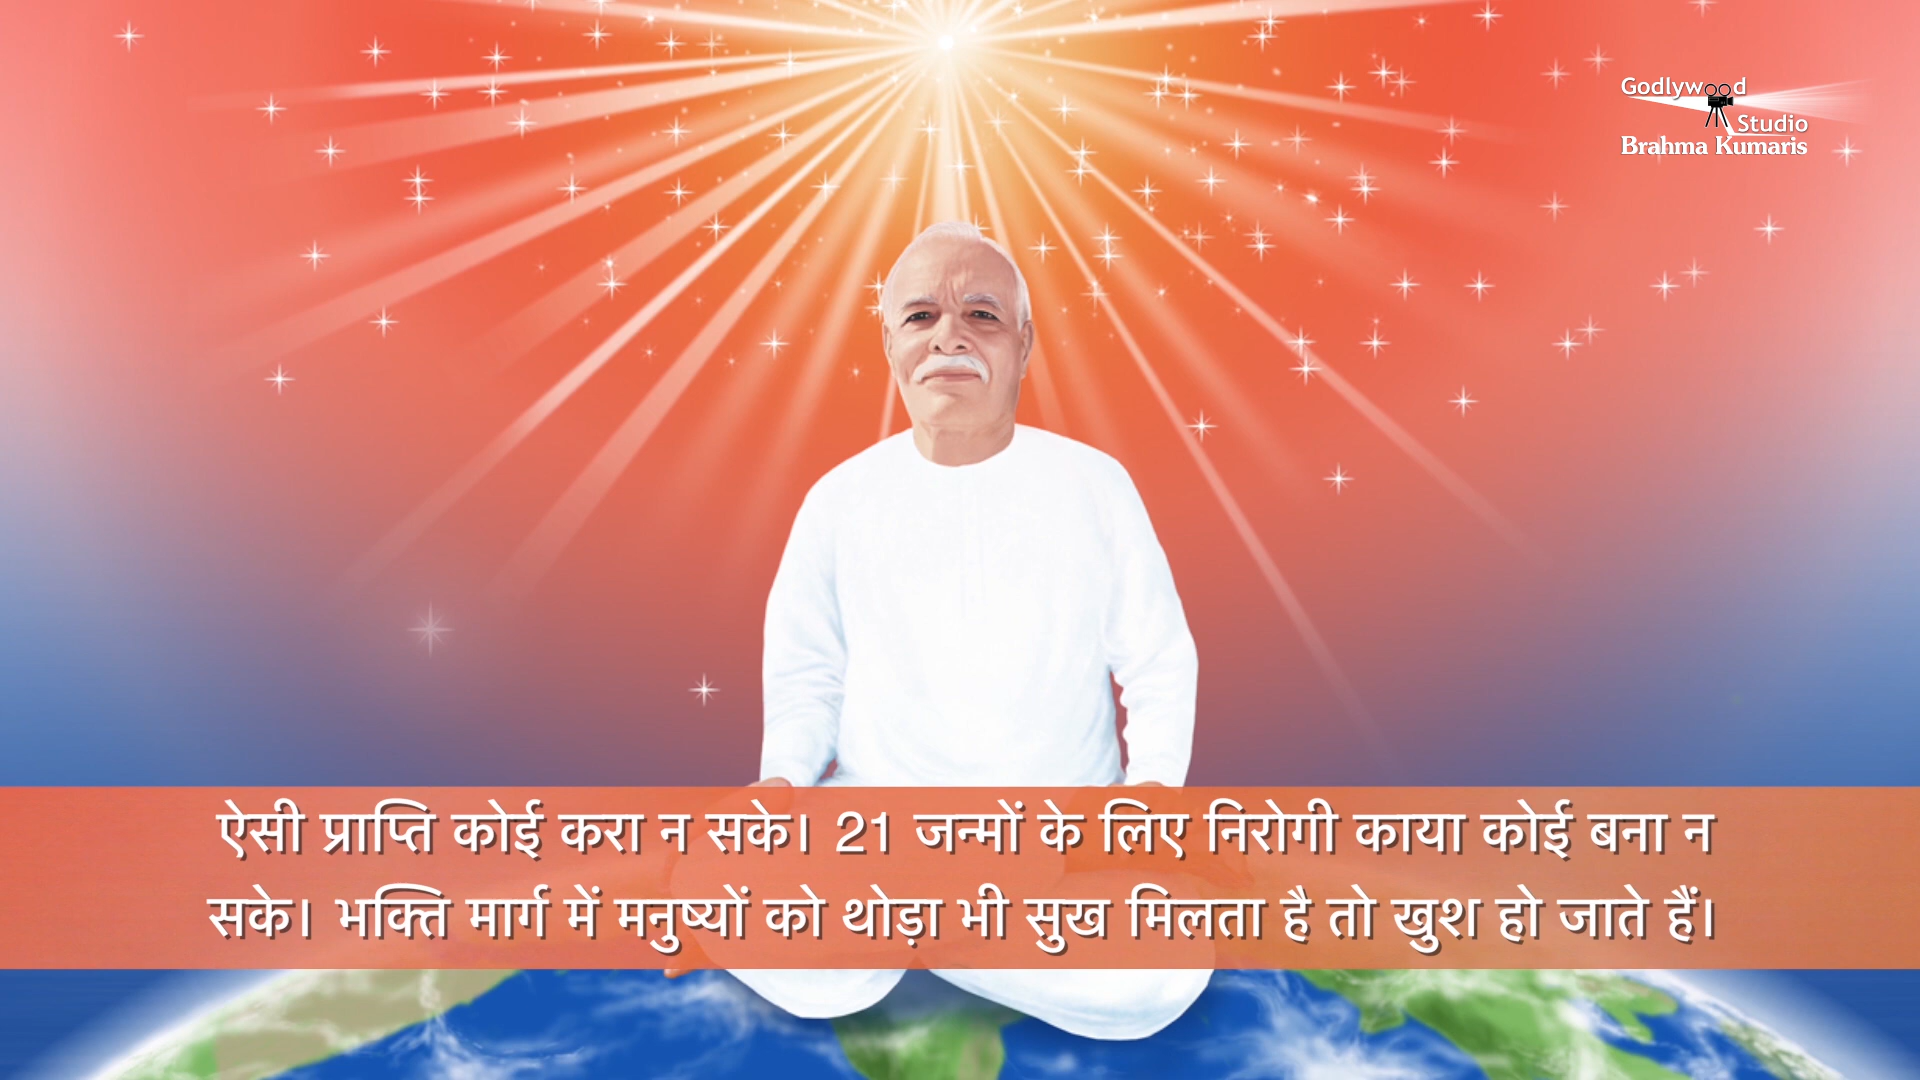 Godlywood
Studio
Brahma Kumaris
ऐसी प्राप्ति कोई करा न सके। 21 जन्मों के लिए निरोगी काया कोई बना न
सके। भक्ति मार्ग में मनुष्यों को थोड़ा भी सुख मिलता है तो खुश हो जाते हैं।